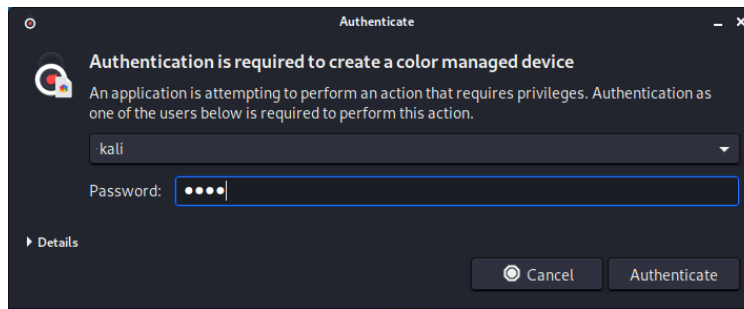 Authenticate
Authentication is required to create a color managed device
An application is attempting to perform an action that requires privileges. Authentication as
one of the users below is required to perform this action.
kali
Password: ●●●●
Details
Cancel
Authenticate